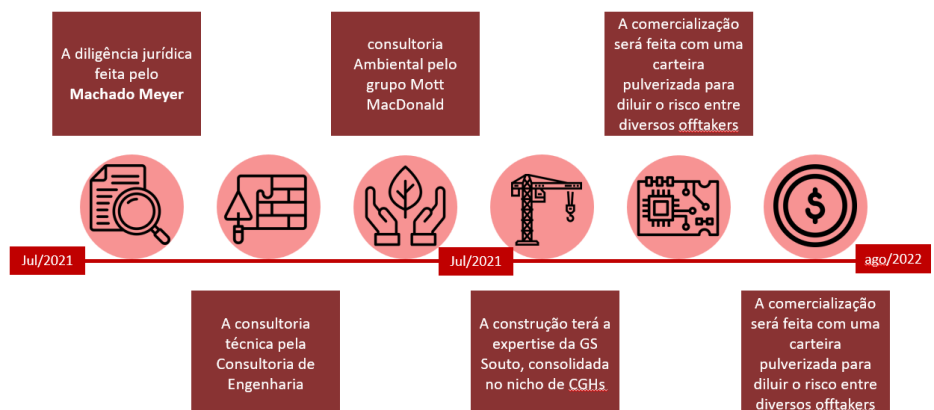 A diligência jurídica
feita pelo
Machado Meyer
consultoria
Ambiental pelo
grupo Mott
MacDonald
A comercialização
será feita com uma
carteira
pulverizada para
diluir o risco entre
diversos offtakers
$
Jul/2021
Jul/2021
ago/2022
A consultoria
técnica pela
Consultoria de
Engenharia
A construção terá a
expertise da GS
Souto, consolidada
no nicho de CGHs
A comercialização
será feita com uma
carteira
pulverizada para
diluir o risco entre
diversos offtakers